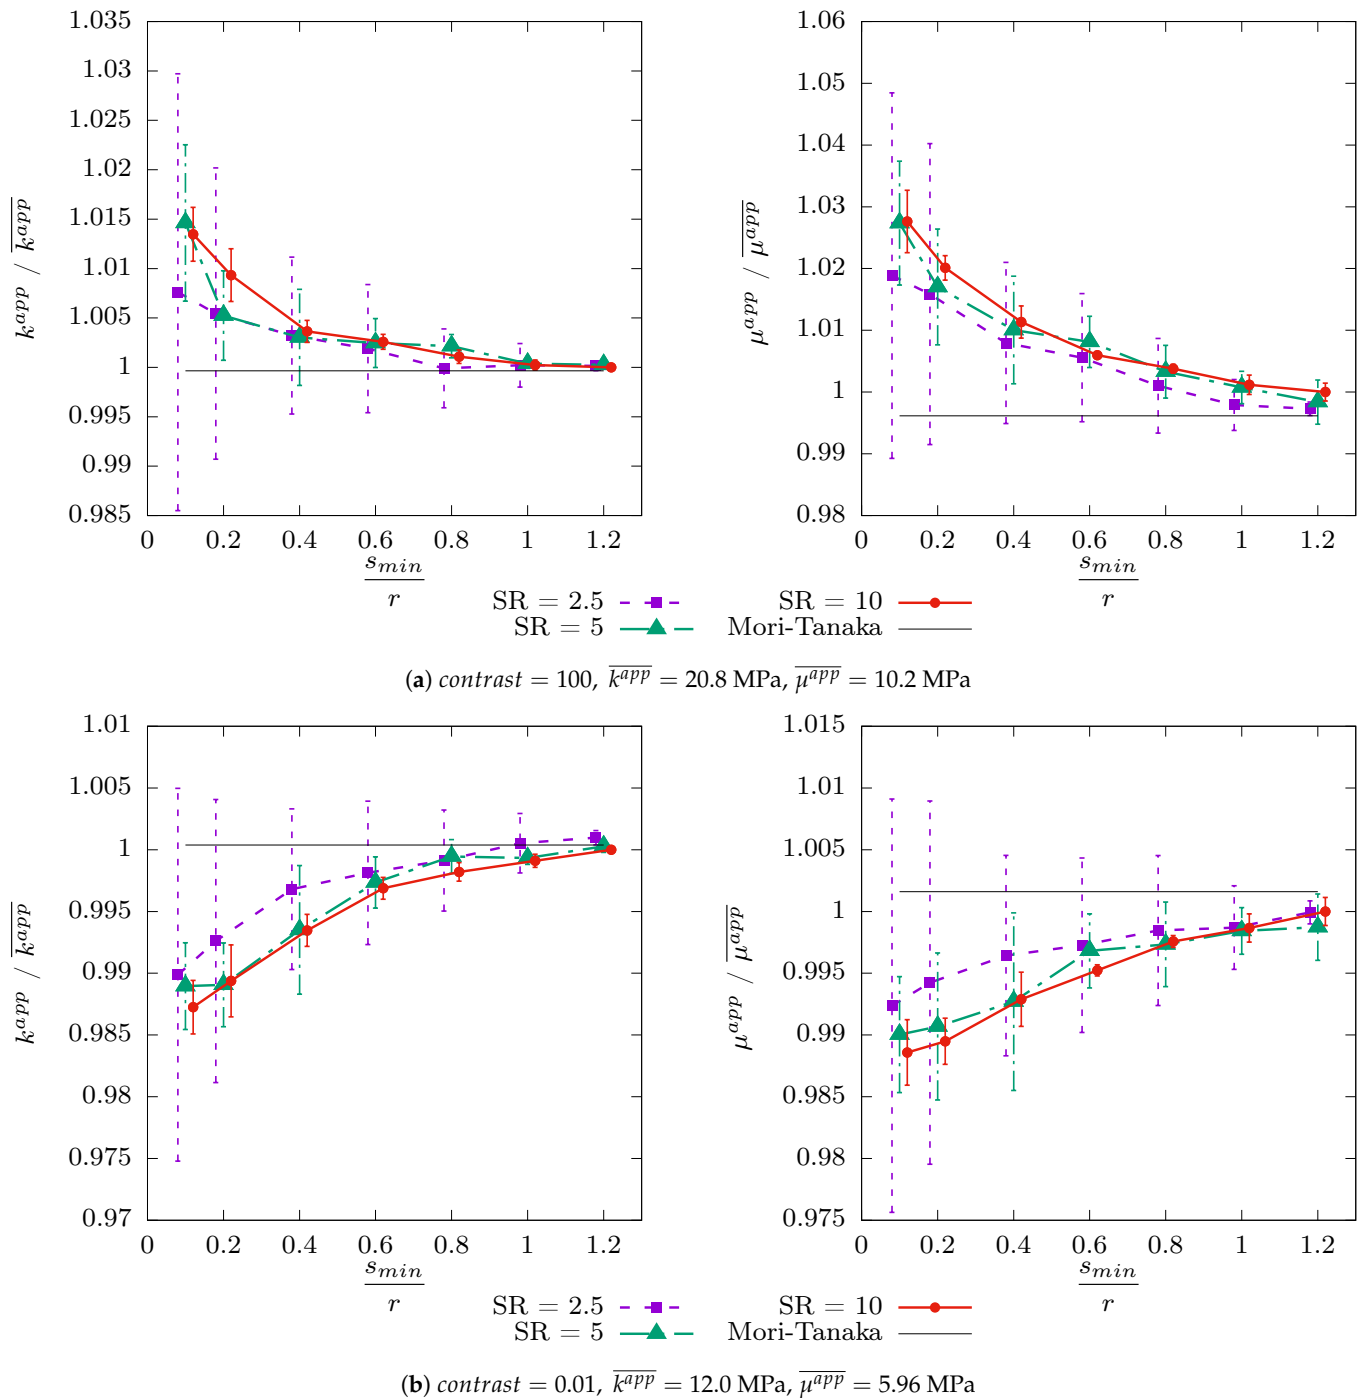 1.035
1.03
1.025
1.02
1.015
1.01
1.005
1
0.995
0.99
0.985
k^app / \overline{k^app}
0 0.2 0.4 0.6 0.8 1 1.2
s_min
r
1.06
1.05
1.04
1.03
1.02
1.01
1
0.99
0.98
μ^app / \overline{μ^app}
0 0.2 0.4 0.6 0.8 1 1.2
s_min
r
SR = 2.5 SR = 10
SR = 5 Mori-Tanaka
(a) contrast = 100, \overline{k^app} = 20.8 MPa, \overline{μ^app} = 10.2 MPa
1.01
1.005
1
0.995
0.99
0.985
0.98
0.975
0.97
k^app / \overline{k^app}
0 0.2 0.4 0.6 0.8 1 1.2
s_min
r
1.015
1.01
1.005
1
0.995
0.99
0.985
0.98
0.975
μ^app / \overline{μ^app}
0 0.2 0.4 0.6 0.8 1 1.2
s_min
r
SR = 2.5 SR = 10
SR = 5 Mori-Tanaka
(b) contrast = 0.01, \overline{k^app} = 12.0 MPa, \overline{μ^app} = 5.96 MPa